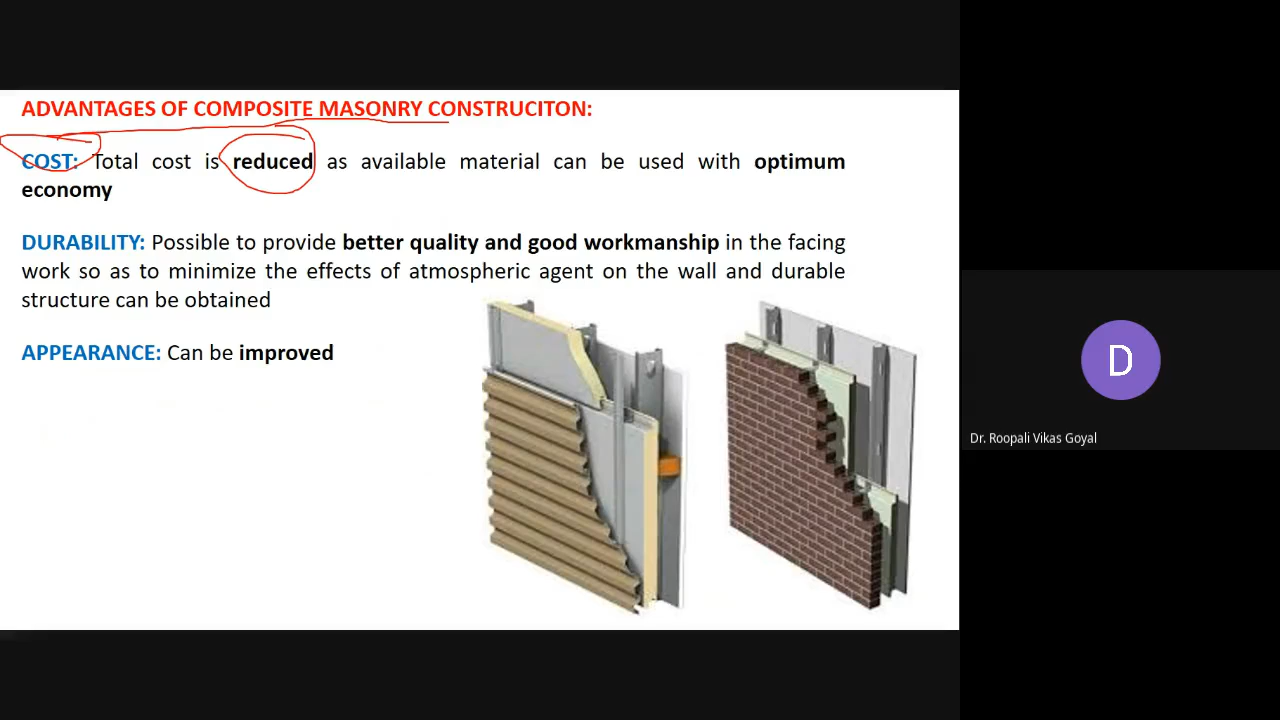 ADVANTAGES OF COMPOSITE MASONRY CONSTRUCITON:
COST: Total cost is reduced as available material can be used with optimum
economy
DURABILITY: Possible to provide better quality and good workmanship in the facing
work so as to minimize the effects of atmospheric agent on the wall and durable
structure can be obtained
APPEARANCE: Can be improved
D
Dr. Roopali Vikas Goyal